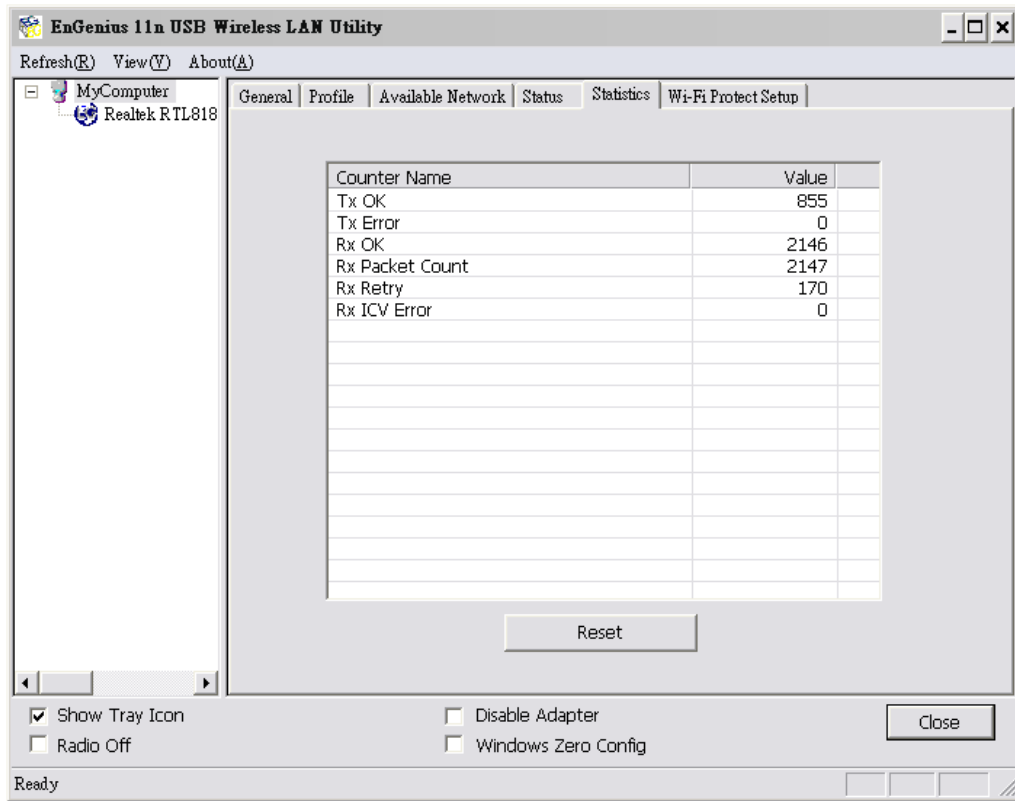 EnGenius 11n USB Wireless LAN Utility
Refresh(R) View(V) About(A)
MyComputer
Realtek RTL818
General Profile Available Network Status Statistics Wi-Fi Protect Setup
Counter Name Value
Tx OK 855
Tx Error 0
Rx OK 2146
Rx Packet Count 2147
Rx Retry 170
Rx ICV Error 0
Reset
Show Tray Icon Disable Adapter Close
Radio Off Windows Zero Config
Ready